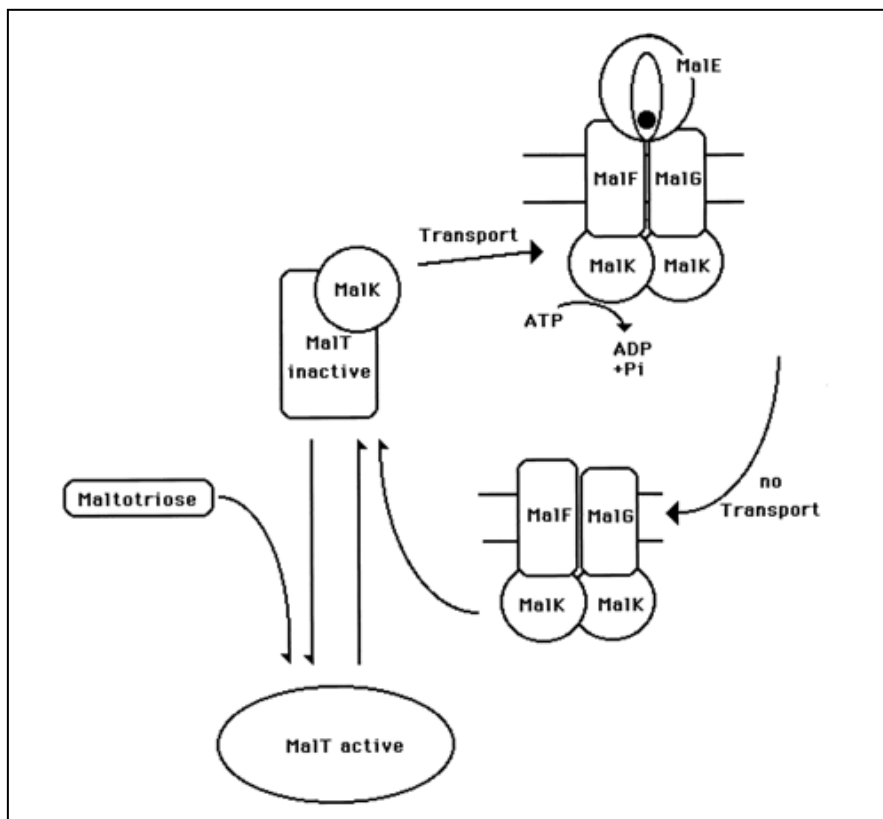 MalE
MalF MalG
Transport
MalK
MalK MalK
ATP
MalT
inactive
ADP
+Pi
Maltotriose
no
Transport
MalF MalG
MalK MalK
MalT active